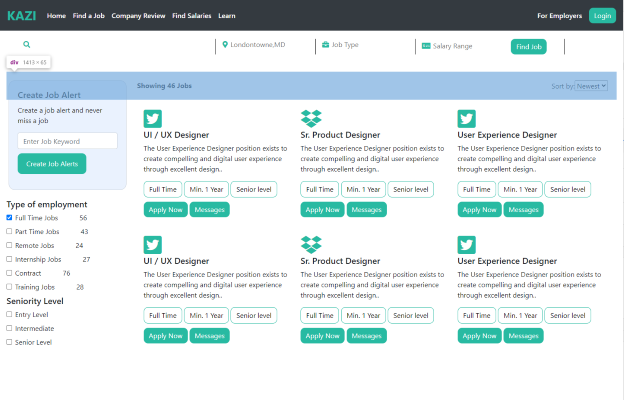 KAZI Home Find a Job Company Review Find Salaries Learn For Employers Login
Londontowne,MD Job Type Salary Range Find Job
div 1413 × 65
Showing 46 Jobs Sort by Newest
Create Job Alert
Create a job alert and never
miss a job
Enter Job Keyword
Create Job Alerts
Type of employment
Full Time Jobs 56
Part Time Jobs 43
Remote Jobs 24
Internship Jobs 27
Contract 76
Training Jobs 28
Seniority Level
Entry Level
Intermediate
Senior Level
UI / UX Designer
The User Experience Designer position exists to
create compelling and digital user experience
through excellent design..
Full Time Min. 1 Year Senior level
Apply Now Messages
Sr. Product Designer
The User Experience Designer position exists to
create compelling and digital user experience
through excellent design..
Full Time Min. 1 Year Senior level
Apply Now Messages
User Experience Designer
The User Experience Designer position exists to
create compelling and digital user experience
through excellent design..
Full Time Min. 1 Year Senior level
Apply Now Messages
UI / UX Designer
The User Experience Designer position exists to
create compelling and digital user experience
through excellent design..
Full Time Min. 1 Year Senior level
Apply Now Messages
Sr. Product Designer
The User Experience Designer position exists to
create compelling and digital user experience
through excellent design..
Full Time Min. 1 Year Senior level
Apply Now Messages
User Experience Designer
The User Experience Designer position exists to
create compelling and digital user experience
through excellent design..
Full Time Min. 1 Year Senior level
Apply Now Messages